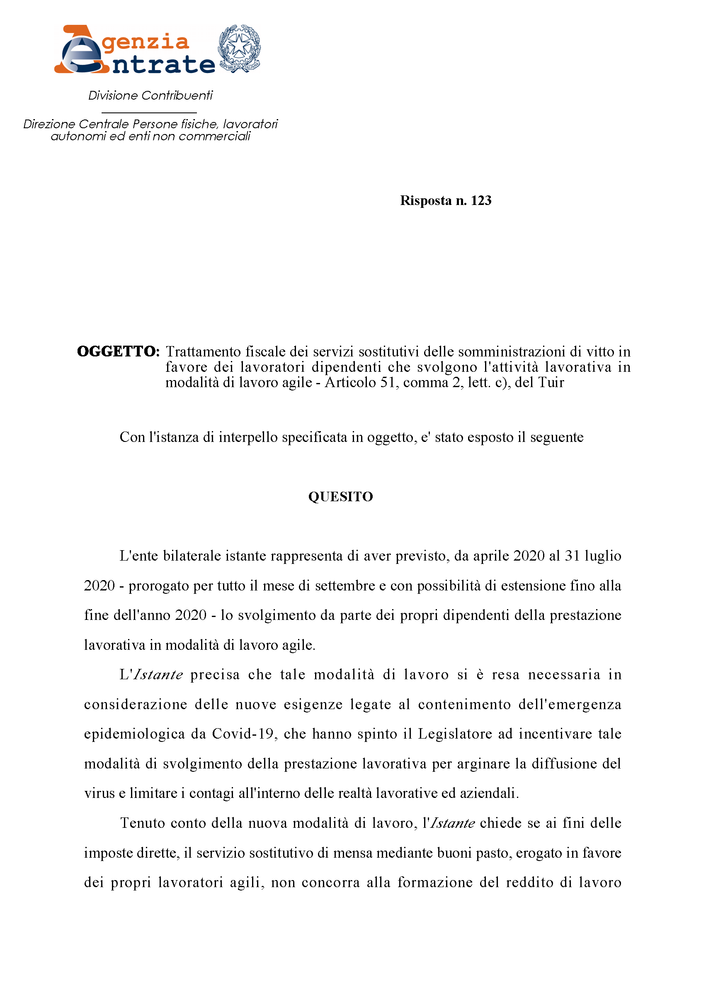 Agenzia
Entrate
REPVBBLICA ITALIANA
Divisione Contribuenti
Direzione Centrale Persone fisiche, lavoratori
autonomi ed enti non commerciali
Risposta n. 123
OGGETTO: Trattamento fiscale dei servizi sostitutivi delle somministrazioni di vitto in
favore dei lavoratori dipendenti che svolgono l'attività lavorativa in
modalità di lavoro agile - Articolo 51, comma 2, lett. c), del Tuir
Con l'istanza di interpello specificata in oggetto, e' stato esposto il seguente
QUESITO
L'ente bilaterale istante rappresenta di aver previsto, da aprile 2020 al 31 luglio
2020 - prorogato per tutto il mese di settembre e con possibilità di estensione fino alla
fine dell'anno 2020 - lo svolgimento da parte dei propri dipendenti della prestazione
lavorativa in modalità di lavoro agile.
L'Istante precisa che tale modalità di lavoro si è resa necessaria in
considerazione delle nuove esigenze legate al contenimento dell'emergenza
epidemiologica da Covid-19, che hanno spinto il Legislatore ad incentivare tale
modalità di svolgimento della prestazione lavorativa per arginare la diffusione del
virus e limitare i contagi all'interno delle realtà lavorative ed aziendali.
Tenuto conto della nuova modalità di lavoro, l'Istante chiede se ai fini delle
imposte dirette, il servizio sostitutivo di mensa mediante buoni pasto, erogato in favore
dei propri lavoratori agili, non concorra alla formazione del reddito di lavoro